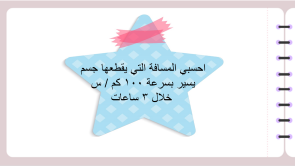 احسبي المسافة التي يقطعها جسم
يسير بسرعة ١٠٠ كم / س
خلال ٣ ساعات